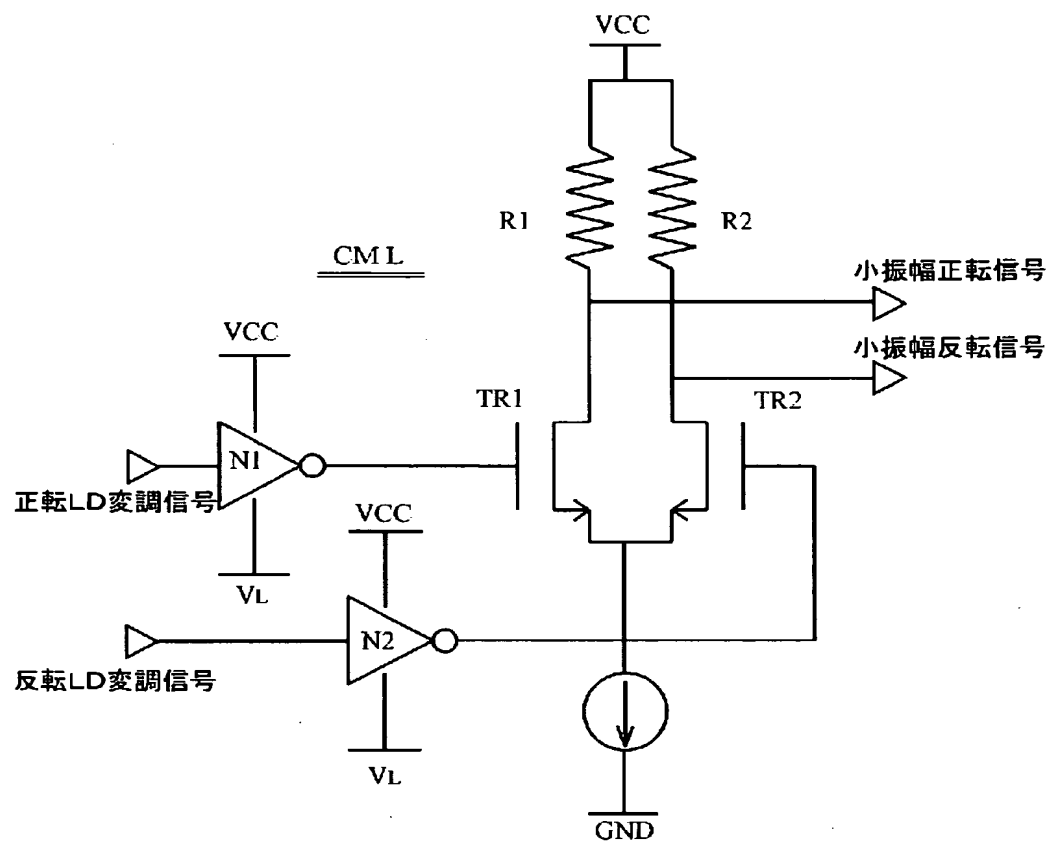 VCC
R1
R2
CML
小振幅正転信号
VCC
小振幅反転信号
TR1
TR2
N1
正転LD変調信号
VCC
VL
N2
反転LD変調信号
VL
GND